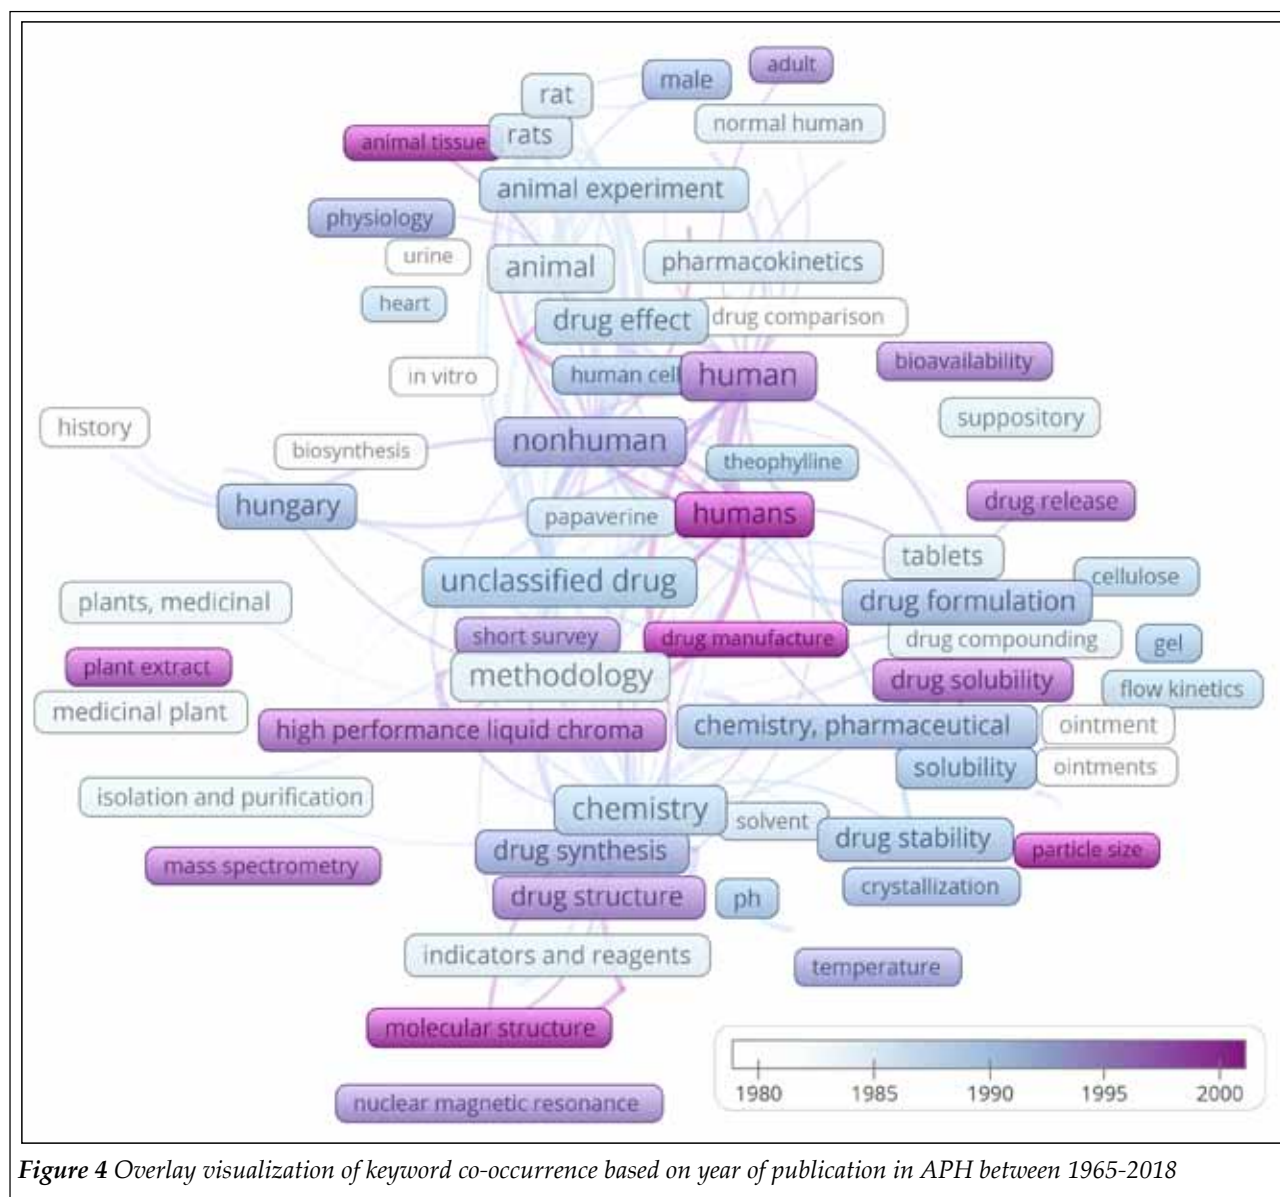 adult
male
rat
normal human
rats
animal tissue
animal experiment
physiology
urine
animal
pharmacokinetics
heart
drug effect
drug comparison
bioavailability
in vitro
human cell
human
suppository
history
nonhuman
biosynthesis
theophylline
hungary
drug release
papaverine
humans
tablets
unclassified drug
cellulose
plants, medicinal
drug formulation
short survey
drug manufacture
drug compounding
gel
plant extract
methodology
drug solubility
flow kinetics
medicinal plant
high performance liquid chroma
chemistry, pharmaceutical
ointment
solubility
ointments
isolation and purification
chemistry
solvent
drug stability
particle size
drug synthesis
mass spectrometry
crystallization
drug structure
ph
indicators and reagents
temperature
molecular structure
nuclear magnetic resonance
1980 1985 1990 1995 2000
Figure 4 Overlay visualization of keyword co-occurrence based on year of publication in APH between 1965-2018